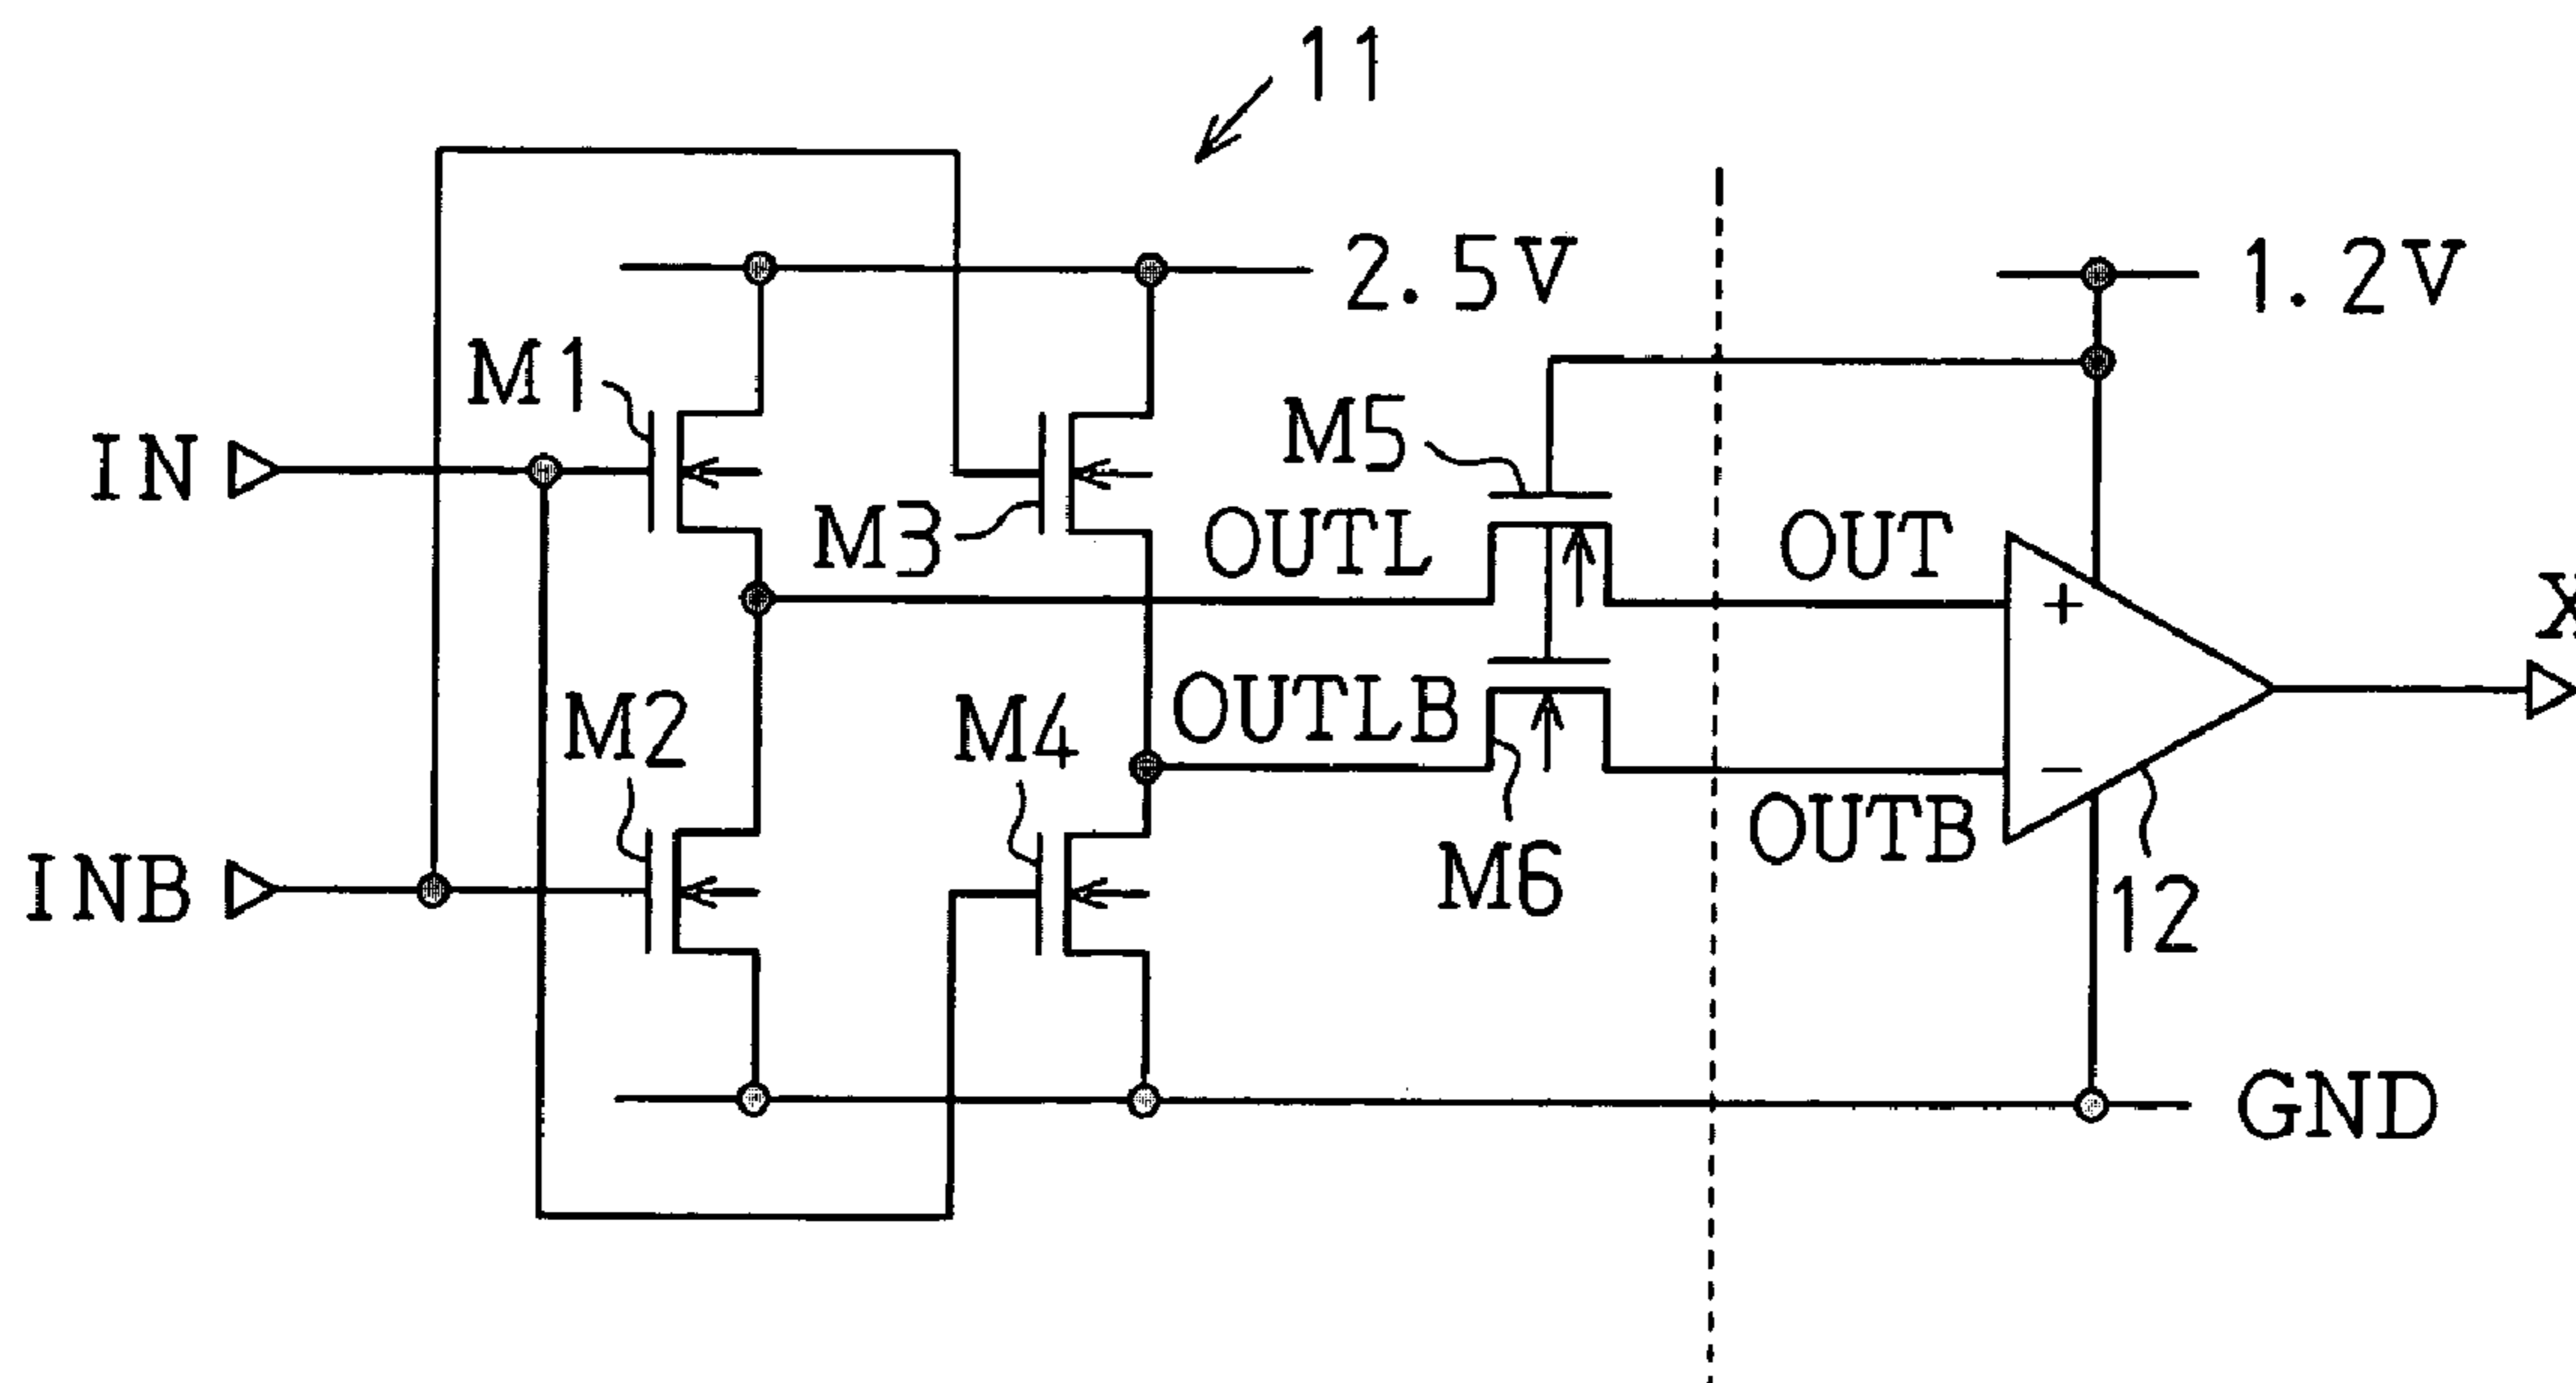 11
2.5V
1.2V
M1
IN
M5
M3
OUTL
OUT
+
X
M2
M4
OUTLB
−
OUTB
INB
M6
12
GND